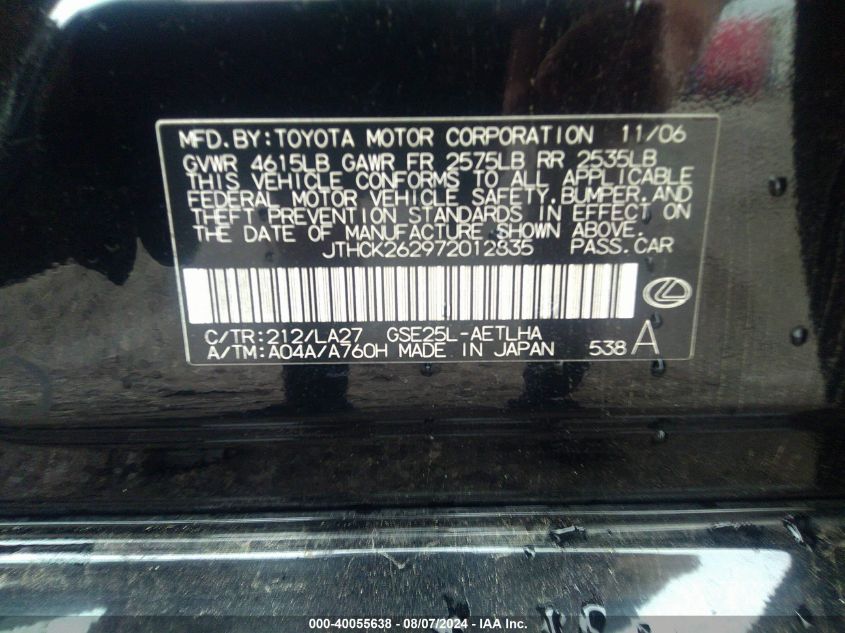 MFD.BY:TOYOTA MOTOR CORPORATION 11/06
GVWR 4615LB GAWR FR 2575LB RR 2535LB
THIS VEHICLE CONFORMS TO ALL APPLICABLE
FEDERAL MOTOR VEHICLE SAFETY,BUMPER,AND
THEFT PREVENTION STANDARDS IN EFFECT ON
THE DATE OF MANUFACTURE SHOWN ABOVE.
JTHCK262972012835 PASS.CAR
C/TR:212/LA27 GSE25L-AETLHA
A/TM:A04A/A760H MADE IN JAPAN 538 A
000-40055638 - 08/07/2024 - IAA Inc.